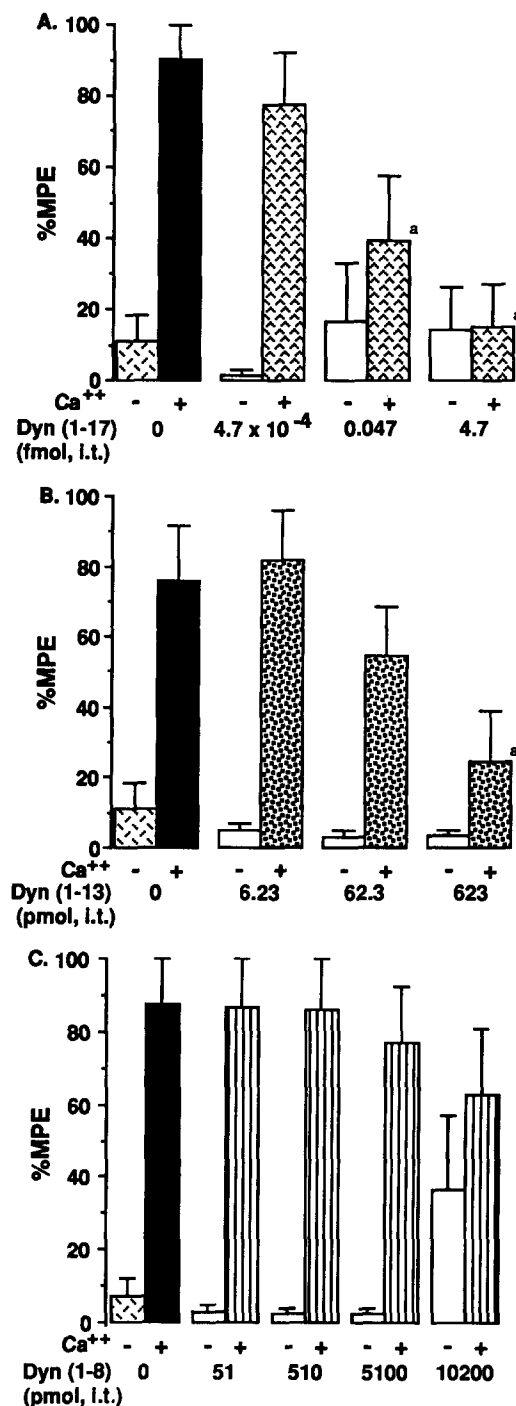 A.
100
80
60
40
20
0
%MPE
a
a
Ca++ - + - + - + - +
Dyn (1-17) 0 4.7 x 10 -4 0.047 4.7
(fmol, i.t.)
B.
100
80
60
40
20
0
%MPE
a
Ca++ - + - + - + - +
Dyn (1-13) 0 6.23 62.3 623
(pmol, i.t.)
C.
100
80
60
40
20
0
%MPE
Ca++ - + - + - + - + - +
Dyn (1-8) 0 51 510 5100 10200
(pmol, i.t.)